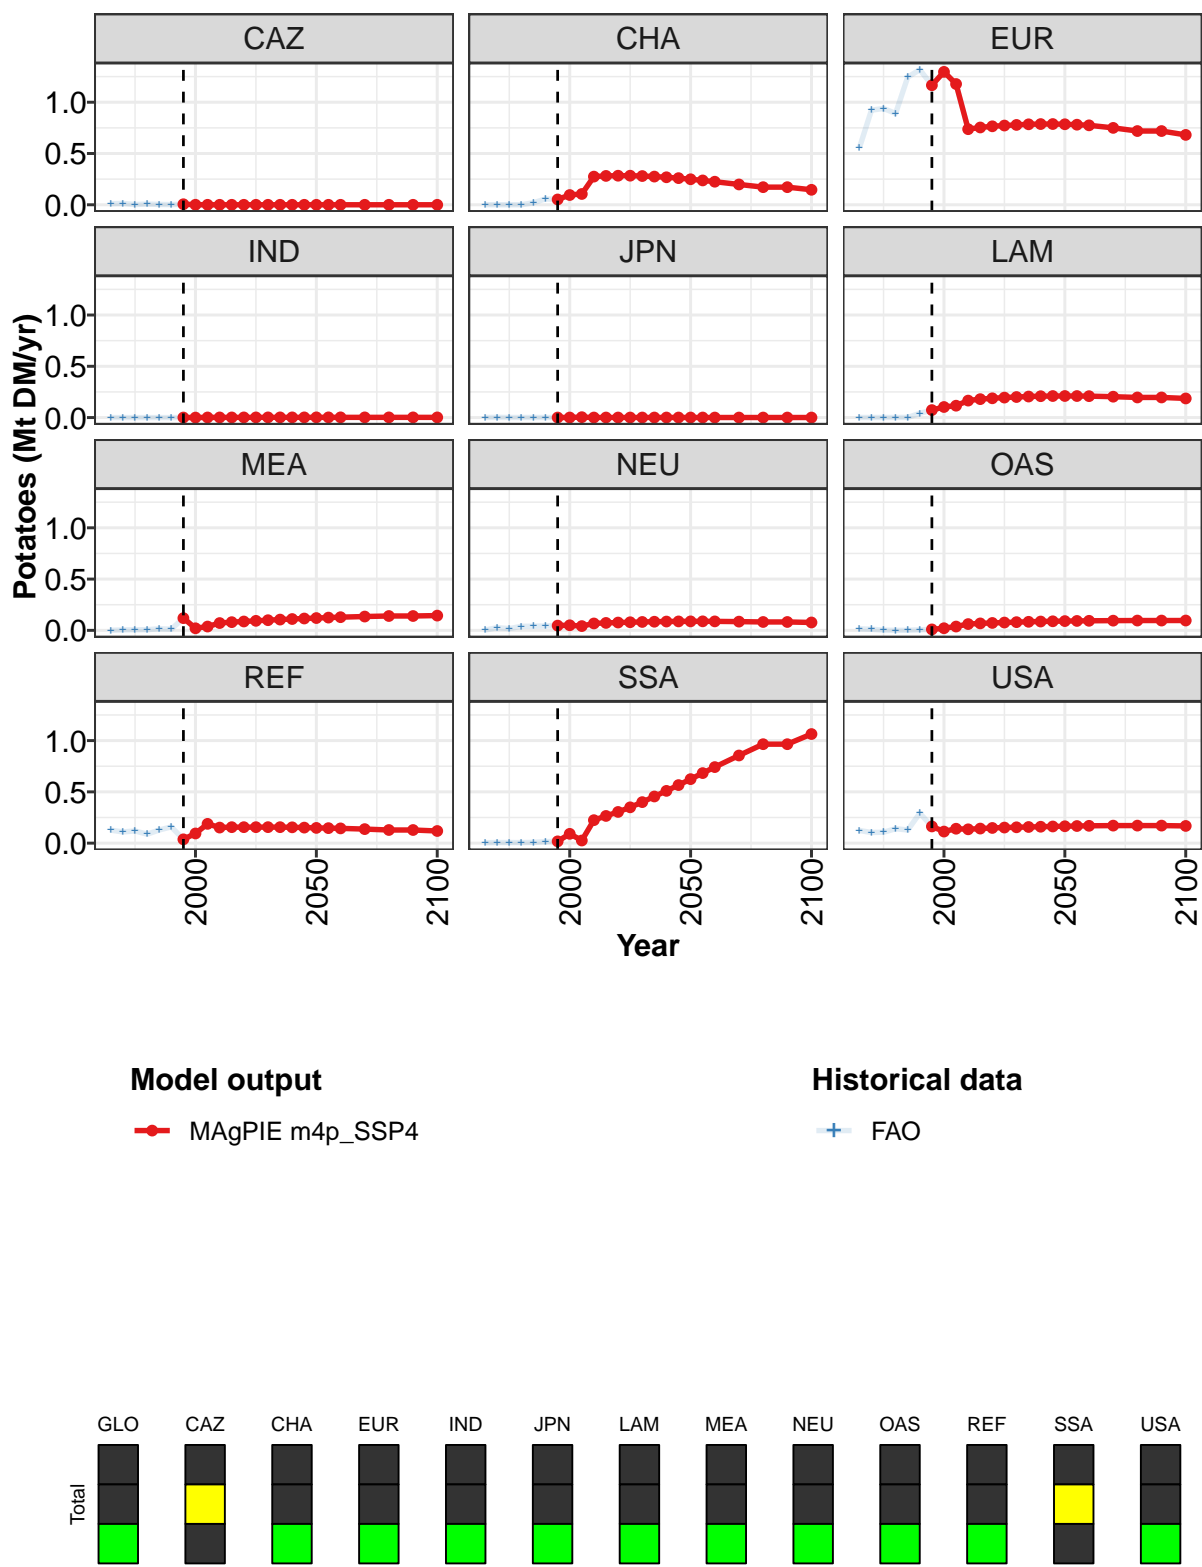 CAZ CHA EUR
1.0
0.5
0.0
IND JPN LAM
1.0
0.5
0.0
MEA NEU OAS
1.0
0.5
0.0
REF SSA USA
1.0
0.5
0.0
Potatoes (Mt DM/yr)
2000 2050 2100 2000 2050 2100 2000 2050 2100
Year
Model output Historical data
MAgPIE m4p_SSP4 FAO
GLO CAZ CHA EUR IND JPN LAM MEA NEU OAS REF SSA USA
Total